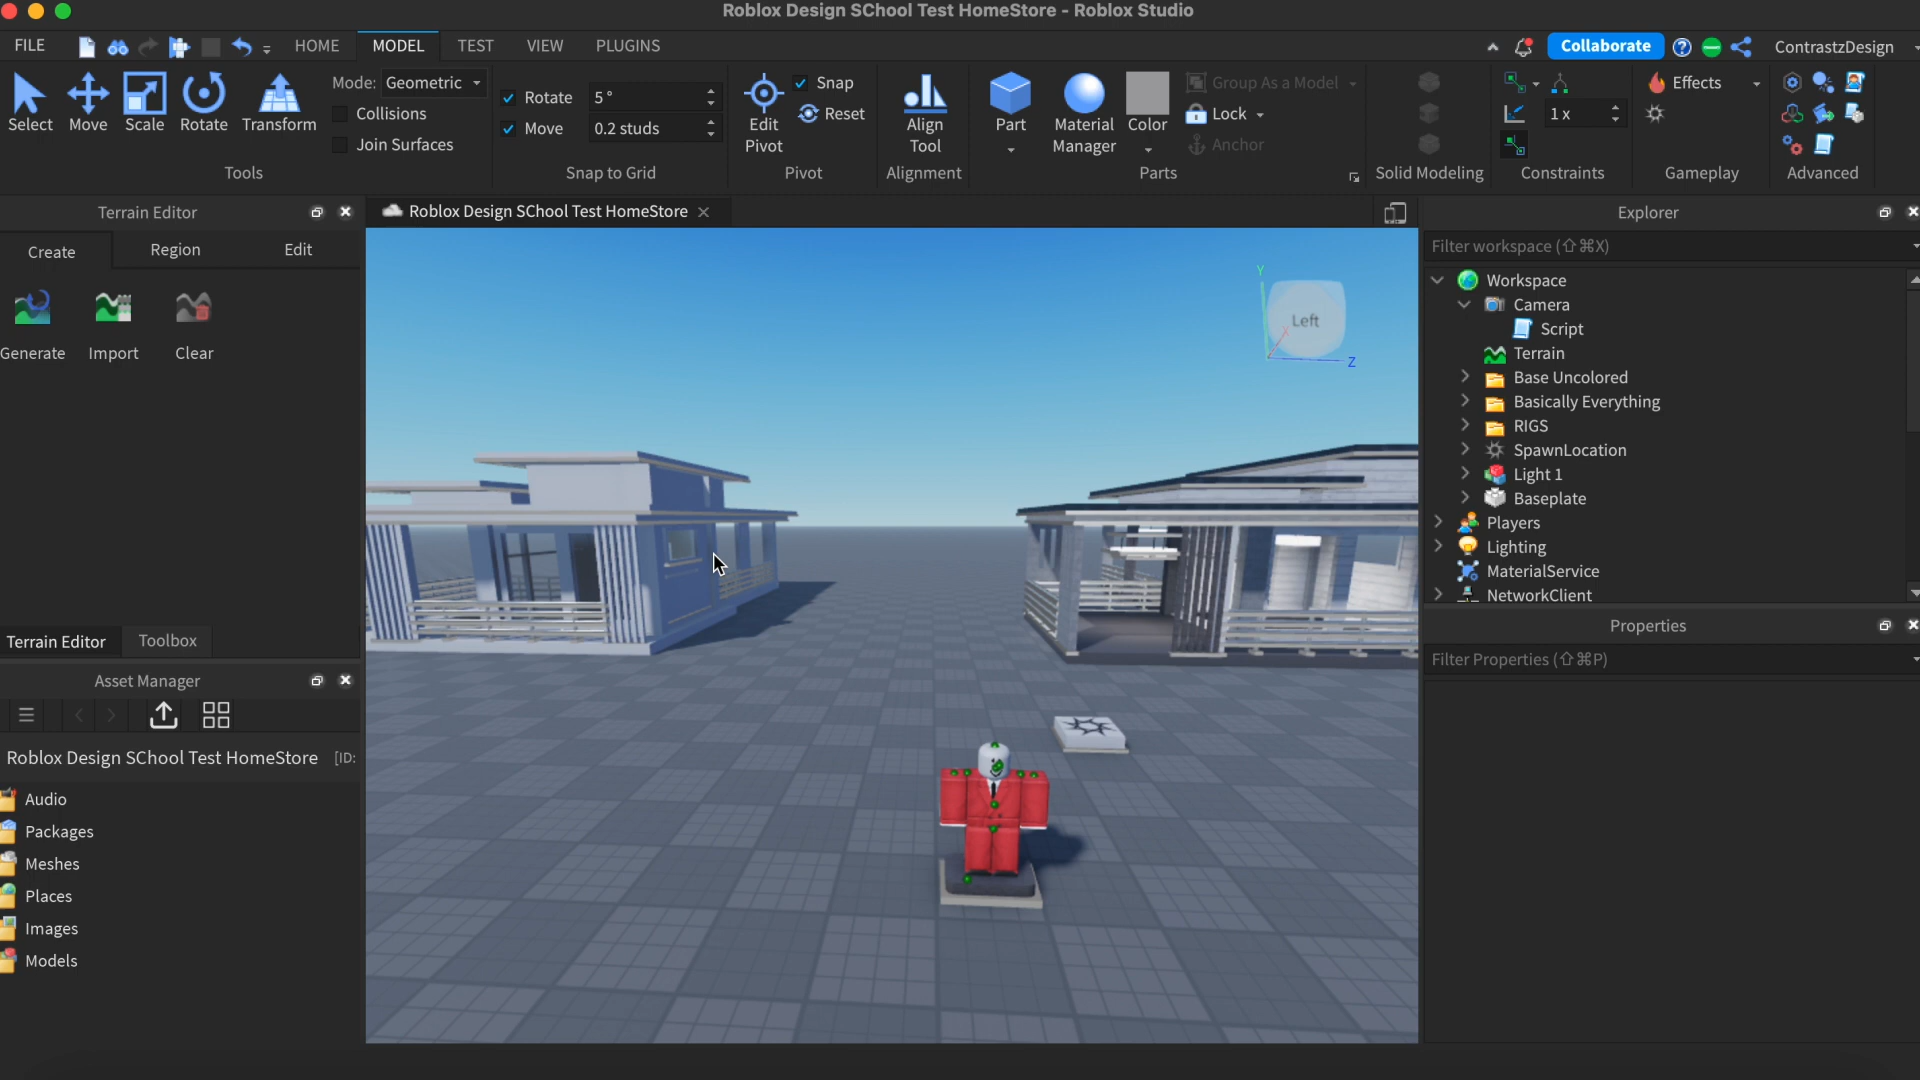 Roblox Design SChool Test HomeStore - Roblox Studio
FILE HOME MODEL TEST VIEW PLUGINS Collaborate ContrastzDesign
Select Move Scale Rotate Transform
Mode: Geometric
Collisions
Join Surfaces
Tools
Rotate 5°
Move 0.2 studs
Snap to Grid
Edit Pivot
Snap
Reset
Pivot
Align Tool
Alignment
Part
Material Manager
Color
Group As a Model
Lock
Anchor
Parts
Solid Modeling
1 x
Constraints
Effects
Gameplay
Advanced
Terrain Editor
Create Region Edit
Generate Import Clear
Terrain Editor Toolbox
Asset Manager
Roblox Design SChool Test HomeStore [ID:
Audio
Packages
Meshes
Places
Images
Models
Roblox Design SChool Test HomeStore
Y
Left
X
Z
Explorer
Filter workspace (⇧⌘X)
Workspace
Camera
Script
Terrain
Base Uncolored
Basically Everything
RIGS
SpawnLocation
Light 1
Baseplate
Players
Lighting
MaterialService
NetworkClient
Properties
Filter Properties (⇧⌘P)